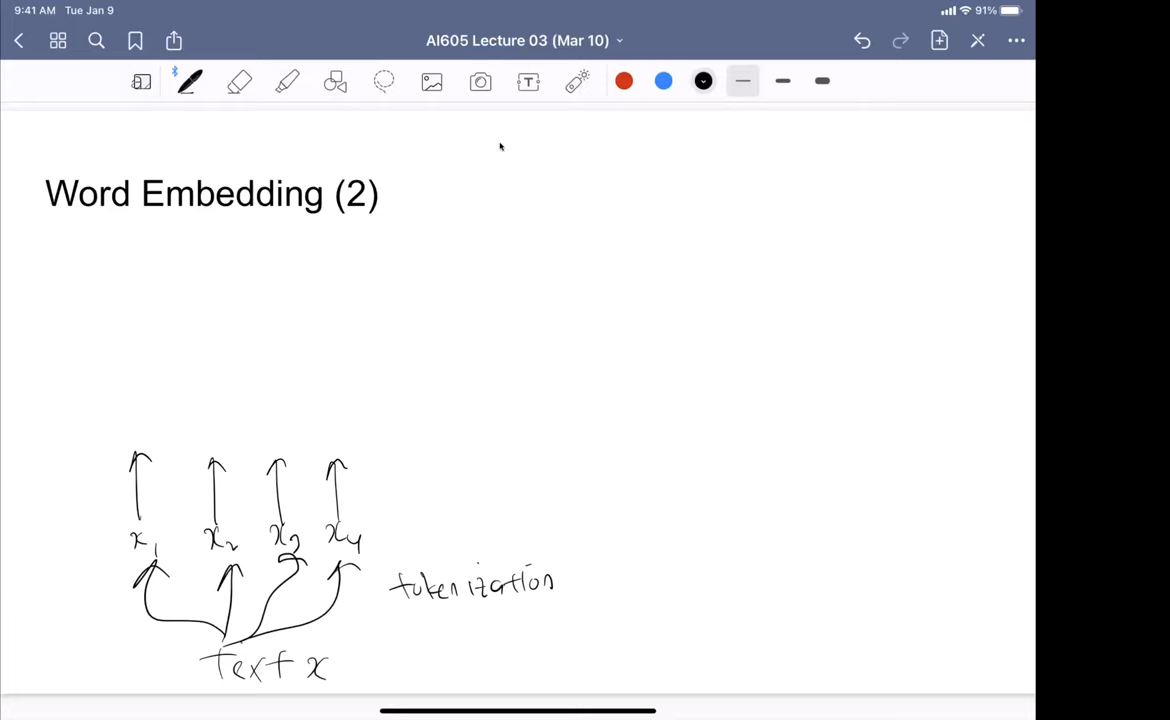 9:41 AM Tue Jan 9 91%
AI605 Lecture 03 (Mar 10)
T
Word Embedding (2)
x1 x2 x3 x4
tokenization
Text x